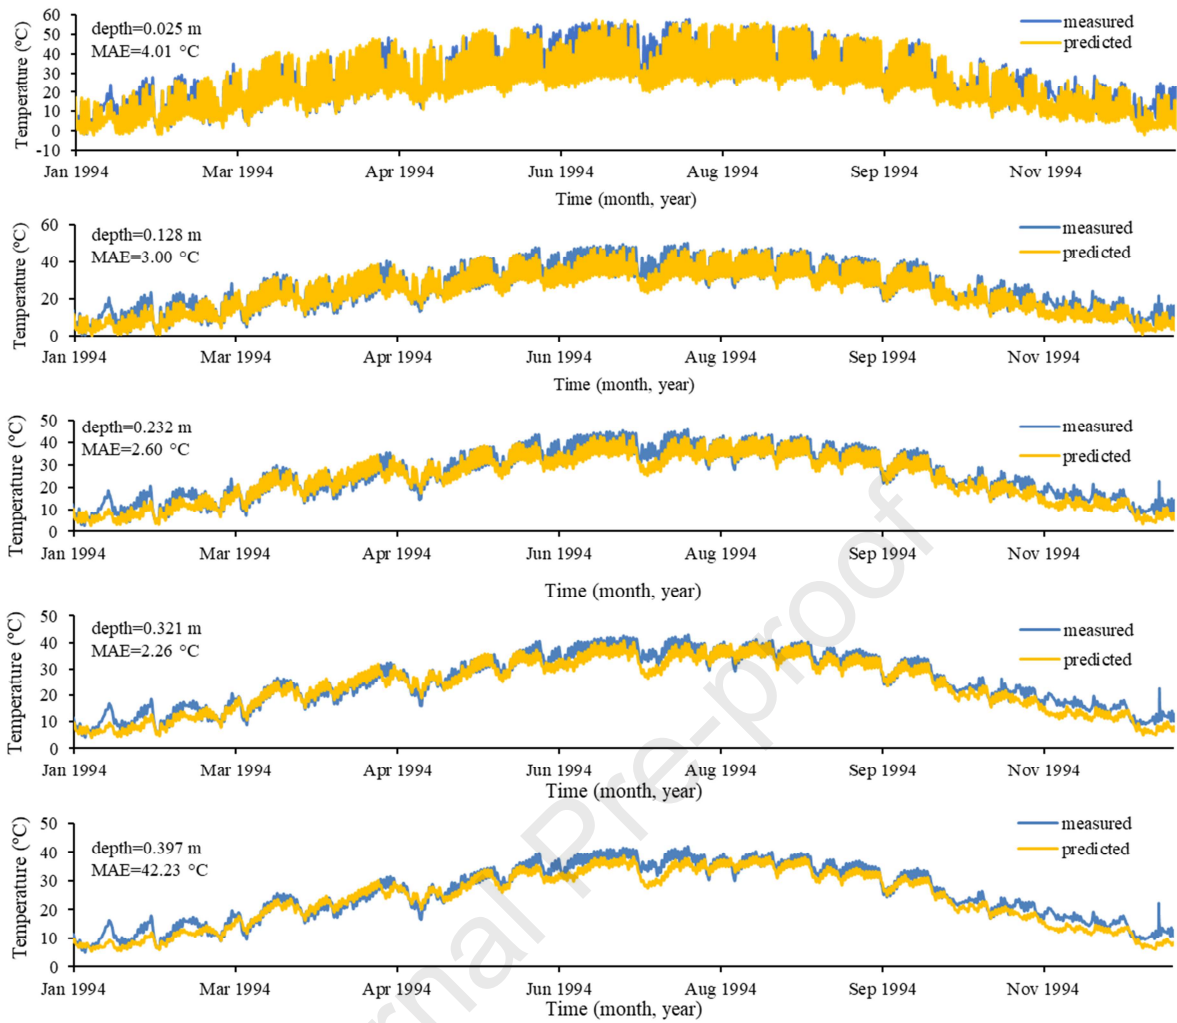 depth=0.025 m
MAE=4.01 °C
measured
predicted
Temperature (ºC)
60
50
40
30
20
10
0
-10
Jan 1994 Mar 1994 Apr 1994 Jun 1994 Aug 1994 Sep 1994 Nov 1994
Time (month, year)
depth=0.128 m
MAE=3.00 °C
measured
predicted
Temperature (ºC)
60
40
20
0
Jan 1994 Mar 1994 Apr 1994 Jun 1994 Aug 1994 Sep 1994 Nov 1994
Time (month, year)
depth=0.232 m
MAE=2.60 °C
measured
predicted
Temperature (ºC)
50
40
30
20
10
0
Jan 1994 Mar 1994 Apr 1994 Jun 1994 Aug 1994 Sep 1994 Nov 1994
Time (month, year)
depth=0.321 m
MAE=2.26 °C
measured
predicted
Temperature (ºC)
50
40
30
20
10
0
Jan 1994 Mar 1994 Apr 1994 Jun 1994 Aug 1994 Sep 1994 Nov 1994
Time (month, year)
depth=0.397 m
MAE=42.23 °C
measured
predicted
Temperature (ºC)
50
40
30
20
10
0
Jan 1994 Mar 1994 Apr 1994 Jun 1994 Aug 1994 Sep 1994 Nov 1994
Time (month, year)
rnal Pre-proof